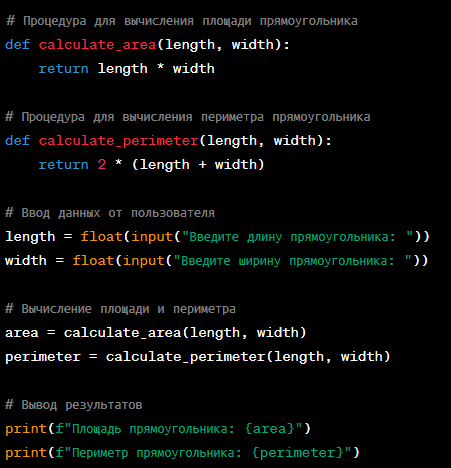 # Процедура для вычисления площади прямоугольника
def calculate_area(length, width):
    return length * width

# Процедура для вычисления периметра прямоугольника
def calculate_perimeter(length, width):
    return 2 * (length + width)

# Ввод данных от пользователя
length = float(input("Введите длину прямоугольника: "))
width = float(input("Введите ширину прямоугольника: "))

# Вычисление площади и периметра
area = calculate_area(length, width)
perimeter = calculate_perimeter(length, width)

# Вывод результатов
print(f"Площадь прямоугольника: {area}")
print(f"Периметр прямоугольника: {perimeter}")